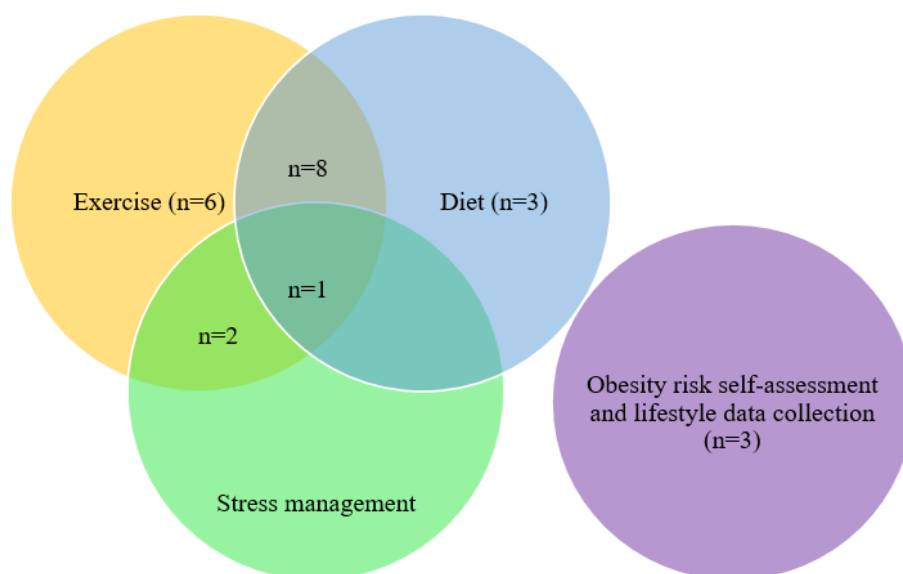 n=8
Exercise (n=6)
Diet (n=3)
n=1
n=2
Obesity risk self-assessment
and lifestyle data collection
(n=3)
Stress management